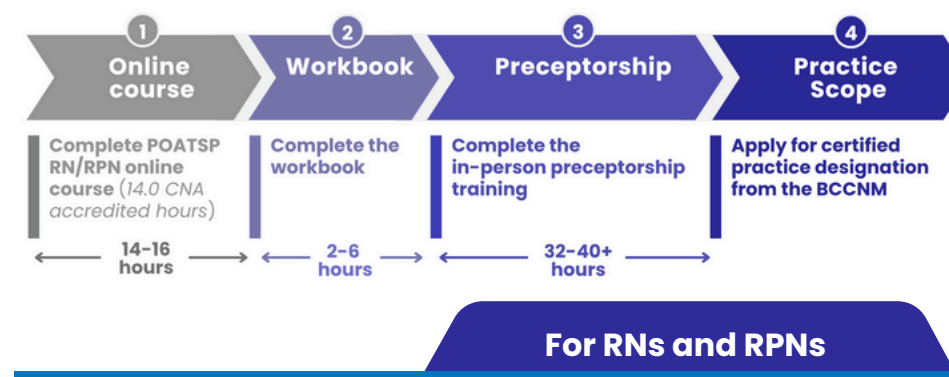 1
Online
course
2
Workbook
3
Preceptorship
4
Practice
Scope
Complete POATSP
RN/RPN online
course (14.0 CNA
accredited hours)
Complete the
workbook
Complete the
in-person preceptorship
training
Apply for certified
practice designation
from the BCCNM
14-16
hours
2-6
hours
32-40+
hours
For RNs and RPNs